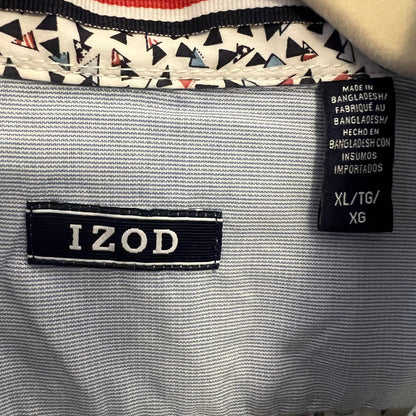 MADE IN
BANGLADESH/
FABRIQUÉ AU
BANGLADESH/
HECHO EN
BANGLADESH CON
INSUMOS
IMPORTADOS
XL/TG/
XG
IZOD